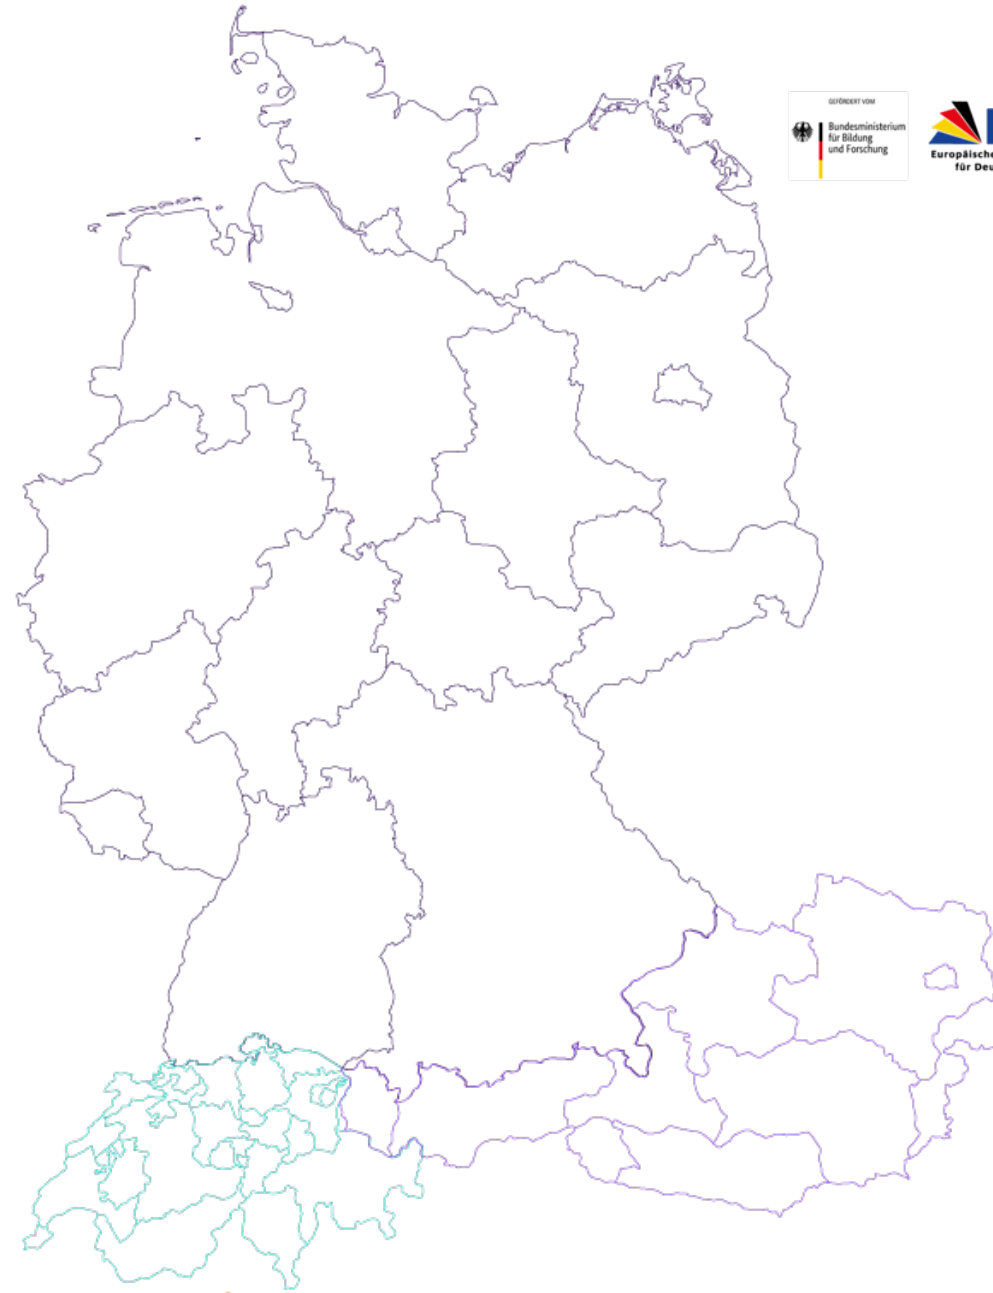 GEFÖRDERT VOM
Bundesministerium
für Bildung
und Forschung
Europäische
für Deu